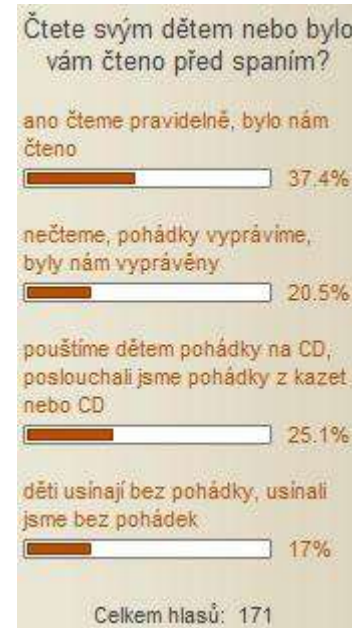 Čtete svým dětem nebo bylo
vám čteno před spaním?
ano čteme pravidelně, bylo nám
čteno
37.4%
nečteme, pohádky vyprávíme,
byly nám vyprávěny
20.5%
pouštíme dětem pohádky na CD,
poslouchali jsme pohádky z kazet
nebo CD
25.1%
děti usínají bez pohádky, usínali
jsme bez pohádek
17%
Celkem hlasů: 171